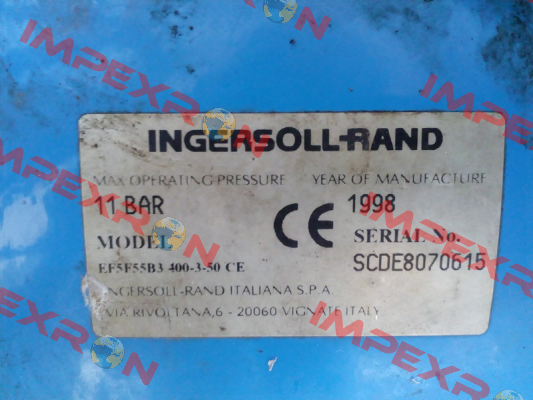 INGERSOLL-RAND
MAX OPERATING PRESSURE YEAR OF MANUFACTURE
11 BAR 1998
CE
MODEL SERIAL No.
EF5F55B3 400-3-50 CE SCDE8070615
INGERSOLL-RAND ITALIANA S.P.A.
VIA RIVOLTANA,6 - 20060 VIGNATE ITALY
IMPEXRON
IMPEXRON
IMPEXRON
IMPEXRON
IMPEXRON